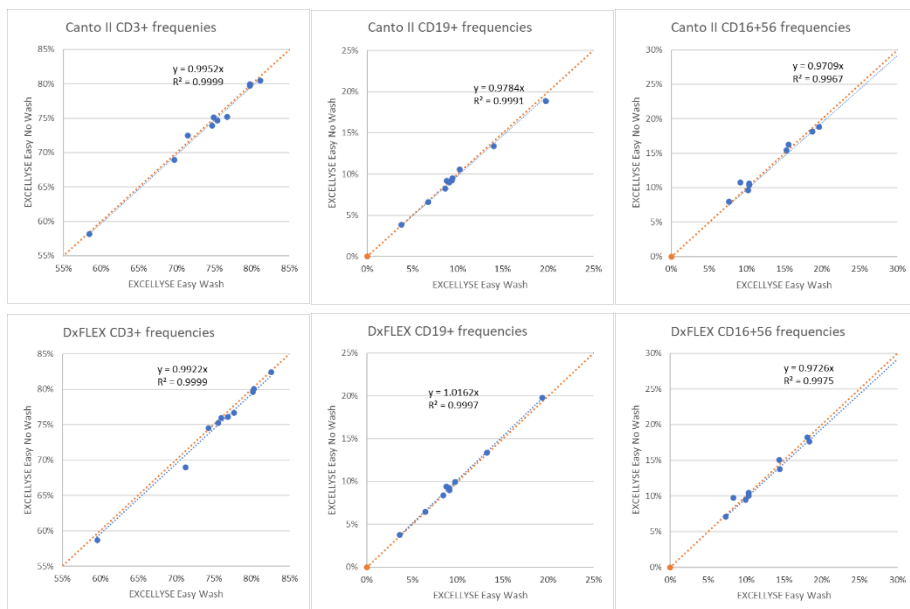 Canto II CD3+ frequenies
85%
80%
75%
70%
65%
60%
55%
55% 60% 65% 70% 75% 80% 85%
EXCELLYSE Easy No Wash
EXCELLYSE Easy Wash
y = 0.9952x
R² = 0.9999
Canto II CD19+ frequencies
25%
20%
15%
10%
5%
0%
0% 5% 10% 15% 20% 25%
EXCELLYSE Easy No Wash
EXCELLYSE Easy Wash
y = 0.9784x
R² = 0.9991
Canto II CD16+56 frequencies
30%
25%
20%
15%
10%
5%
0%
0% 5% 10% 15% 20% 25% 30%
EXCELLYSE Easy No Wash
EXCELLYSE Easy Wash
y = 0.9709x
R² = 0.9967
DxFLEX CD3+ frequencies
85%
80%
75%
70%
65%
60%
55%
55% 60% 65% 70% 75% 80% 85%
EXCELLYSE Easy No Wash
EXCELLYSE Easy Wash
y = 0.9922x
R² = 0.9999
DxFLEX CD19+ frequencies
25%
20%
15%
10%
5%
0%
0% 5% 10% 15% 20% 25%
EXCELLYSE Easy No Wash
EXCELLYSE Easy Wash
y = 1.0162x
R² = 0.9997
DxFLEX CD16+56 frequencies
30%
25%
20%
15%
10%
5%
0%
0% 5% 10% 15% 20% 25% 30%
EXCELLYSE Easy No Wash
EXCELLYSE Easy Wash
y = 0.9726x
R² = 0.9975